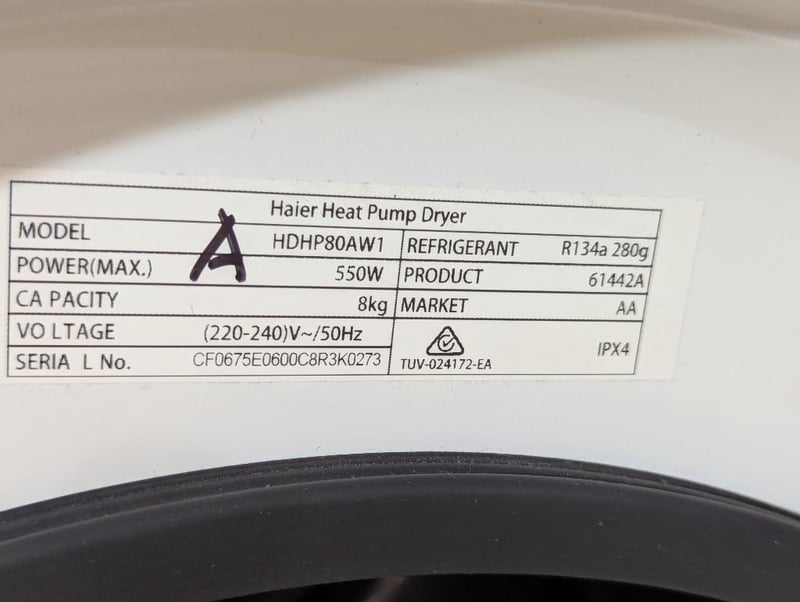 Haier Heat Pump Dryer
MODEL HDHP80AW1 REFRIGERANT R134a 280g
A
POWER(MAX.) 550W PRODUCT 61442A
CA PACITY 8kg MARKET AA
VO LTAGE (220-240)V~/50Hz
IPX4
SERIA L No. CF0675E0600C8R3K0273 TUV-024172-EA